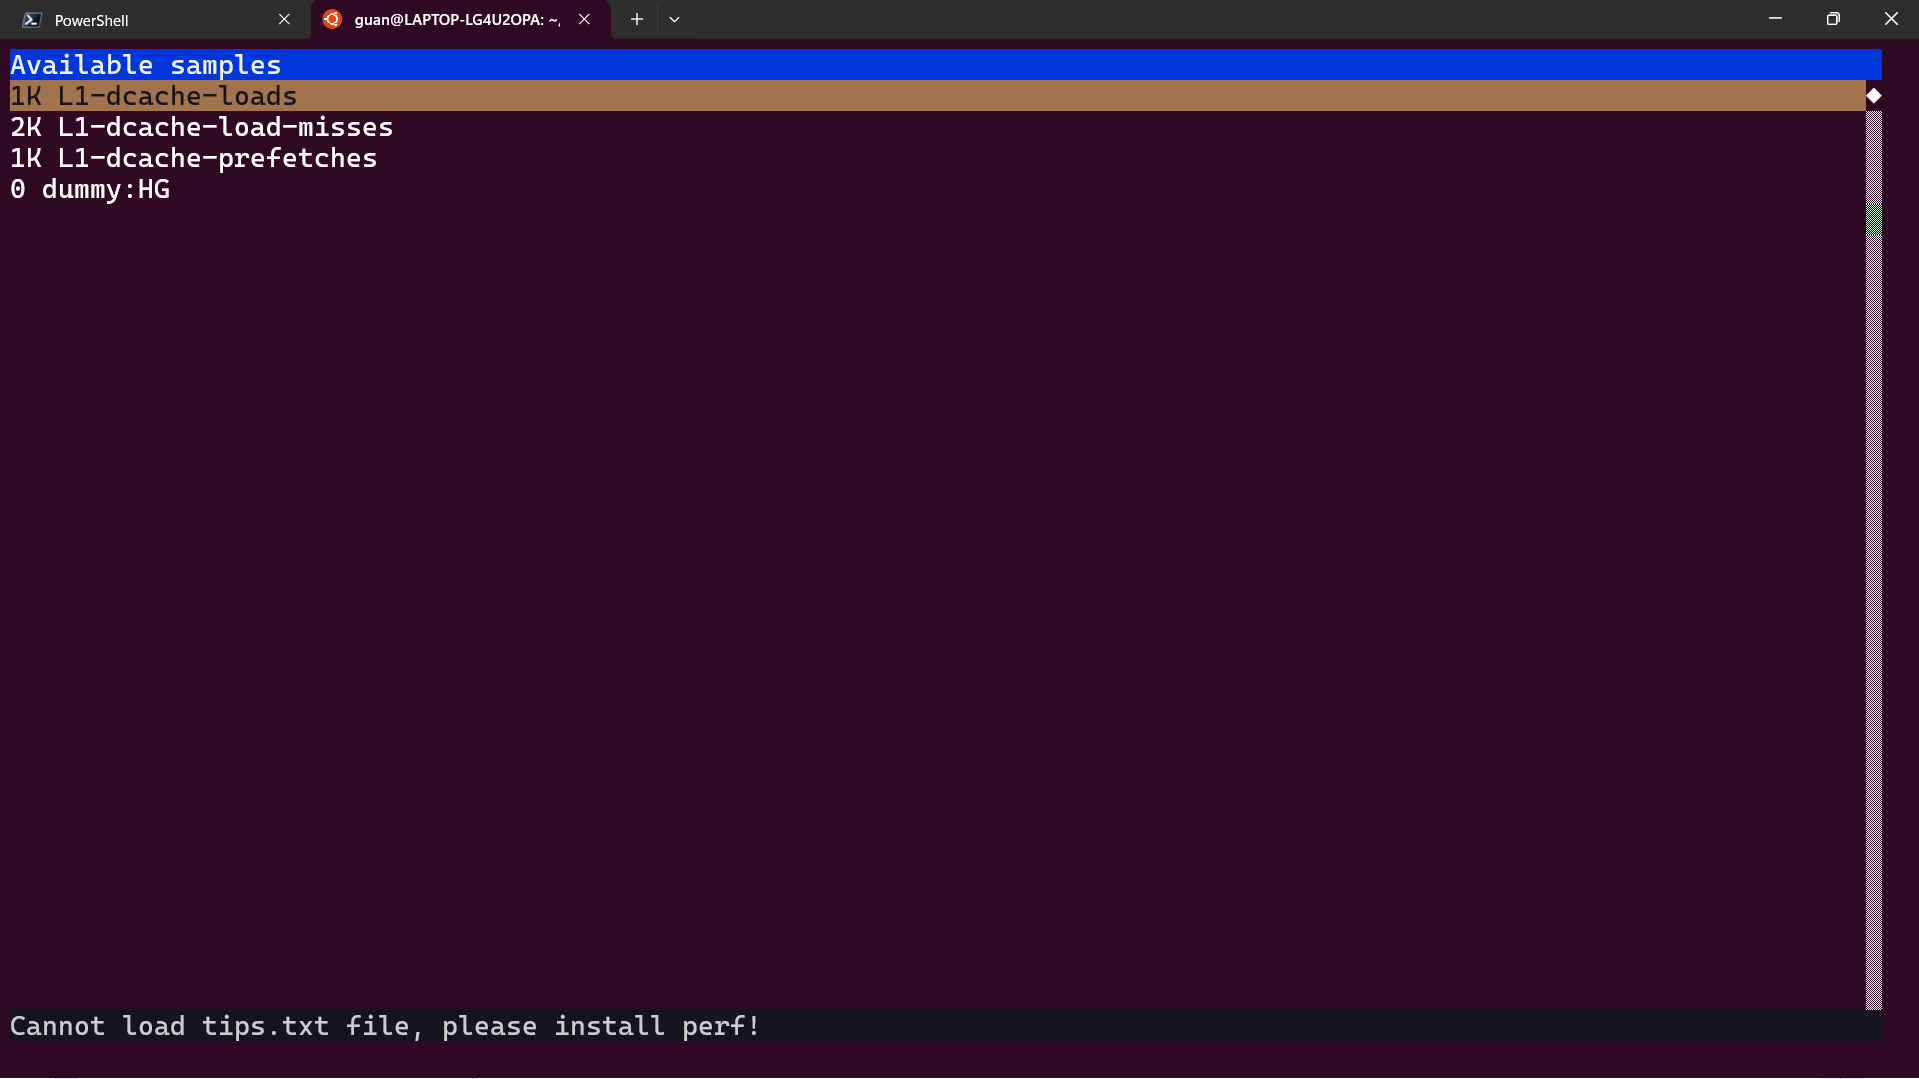 PowerShell
guan@LAPTOP-LG4U2OPA: ~,
Available samples
1K L1-dcache-loads
2K L1-dcache-load-misses
1K L1-dcache-prefetches
0 dummy:HG
Cannot load tips.txt file, please install perf!